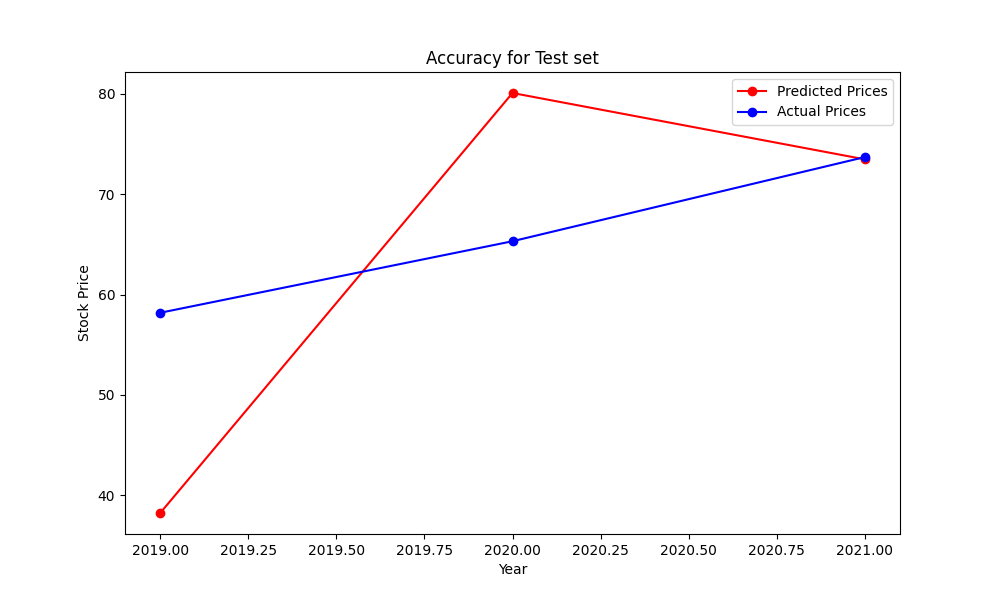 Accuracy for Test set
Predicted Prices
Actual Prices
80
70
60
50
40
Stock Price
2019.00 2019.25 2019.50 2019.75 2020.00 2020.25 2020.50 2020.75 2021.00
Year